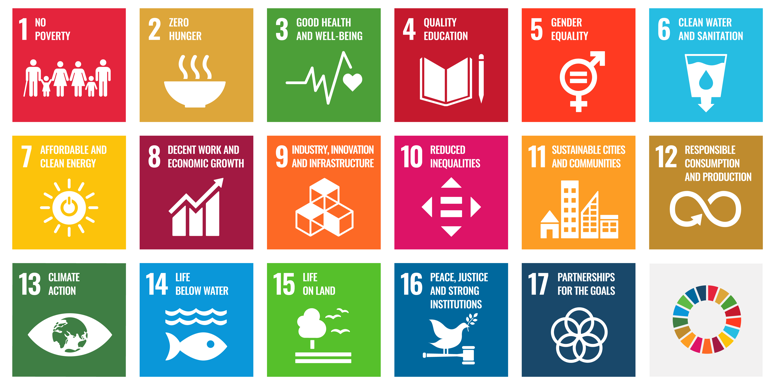 1 NO
POVERTY
2 ZERO
HUNGER
3 GOOD HEALTH
AND WELL-BEING
4 QUALITY
EDUCATION
5 GENDER
EQUALITY
6 CLEAN WATER
AND SANITATION
7 AFFORDABLE AND
CLEAN ENERGY
8 DECENT WORK AND
ECONOMIC GROWTH
9 INDUSTRY, INNOVATION
AND INFRASTRUCTURE
10 REDUCED
INEQUALITIES
11 SUSTAINABLE CITIES
AND COMMUNITIES
12 RESPONSIBLE
CONSUMPTION
AND PRODUCTION
13 CLIMATE
ACTION
14 LIFE
BELOW WATER
15 LIFE
ON LAND
16 PEACE, JUSTICE
AND STRONG
INSTITUTIONS
17 PARTNERSHIPS
FOR THE GOALS